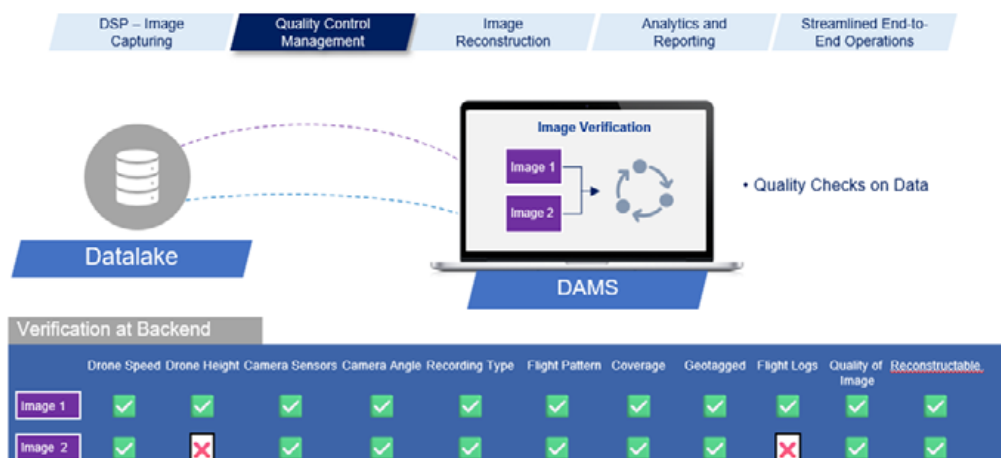 DSP – Image
Capturing
Quality Control
Management
Image
Reconstruction
Analytics and
Reporting
Streamlined End-to-
End Operations
Image Verification
Image 1
Image 2
• Quality Checks on Data
Datalake
DAMS
Verification at Backend
Drone Speed Drone Height Camera Sensors Camera Angle Recording Type Flight Pattern Coverage Geotagged Flight Logs Quality of Image Reconstructable
Image 1
Image 2